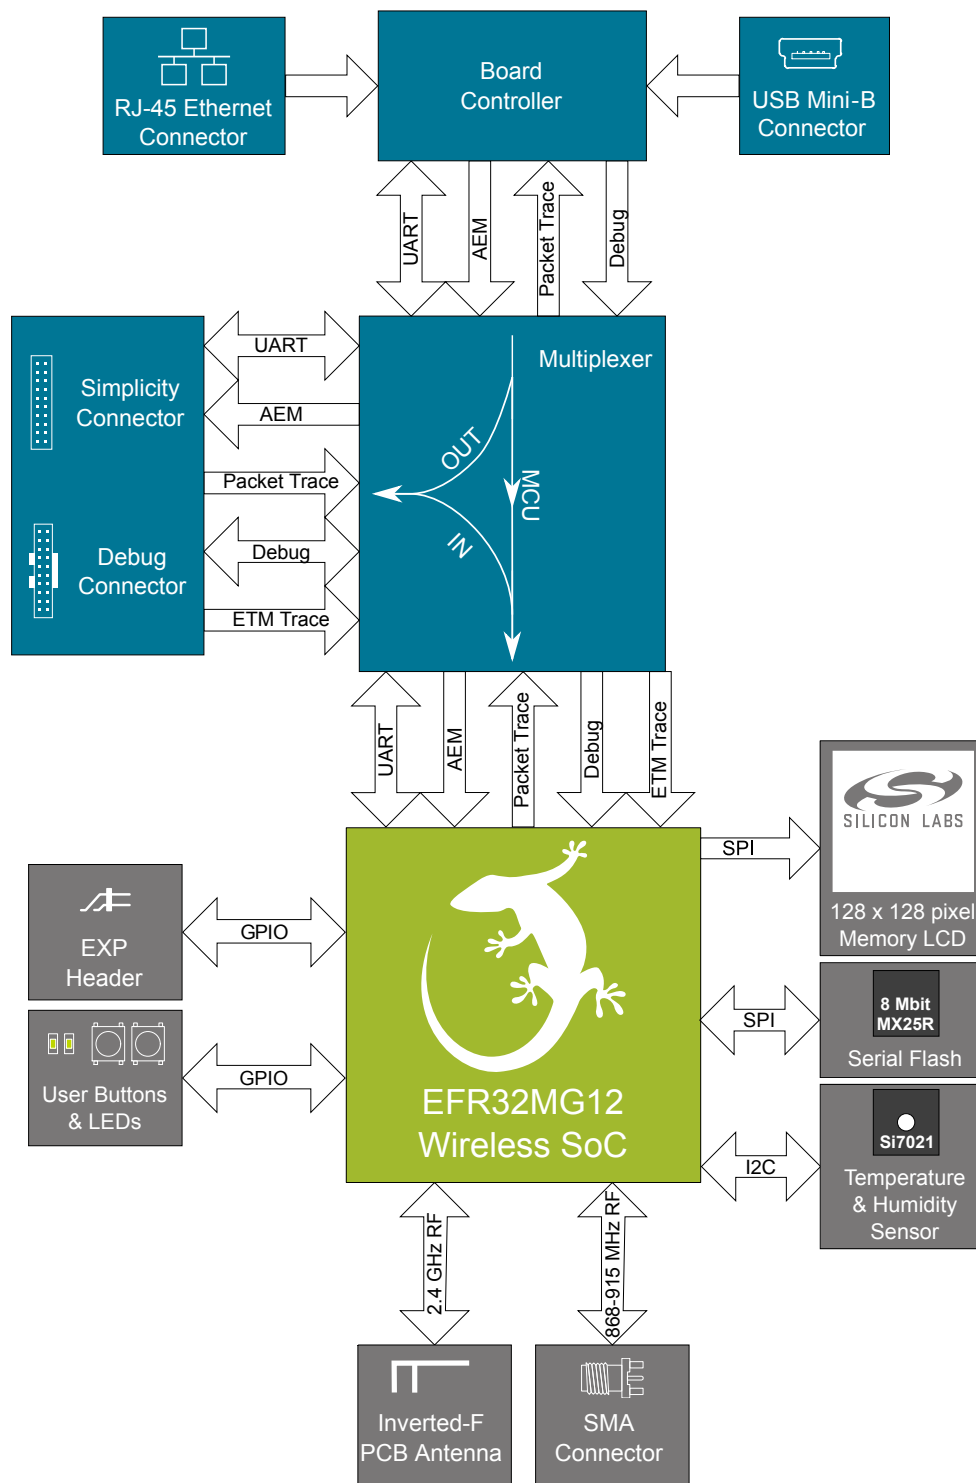 RJ-45 Ethernet
Connector
Board
Controller
USB Mini-B
Connector
UART
AEM
Packet Trace
Debug
Simplicity
Connector
Debug
Connector
UART
AEM
Packet Trace
Debug
ETM Trace
Multiplexer
OUT
MCU
IN
UART
AEM
Packet Trace
Debug
ETM Trace
EXP
Header
GPIO
User Buttons
& LEDs
GPIO
EFR32MG12
Wireless SoC
SPI
SILICON LABS
128 x 128 pixel
Memory LCD
SPI
8 Mbit
MX25R
Serial Flash
I2C
Si7021
Temperature
& Humidity
Sensor
2.4 GHz RF
868-915 MHz RF
Inverted-F
PCB Antenna
SMA
Connector